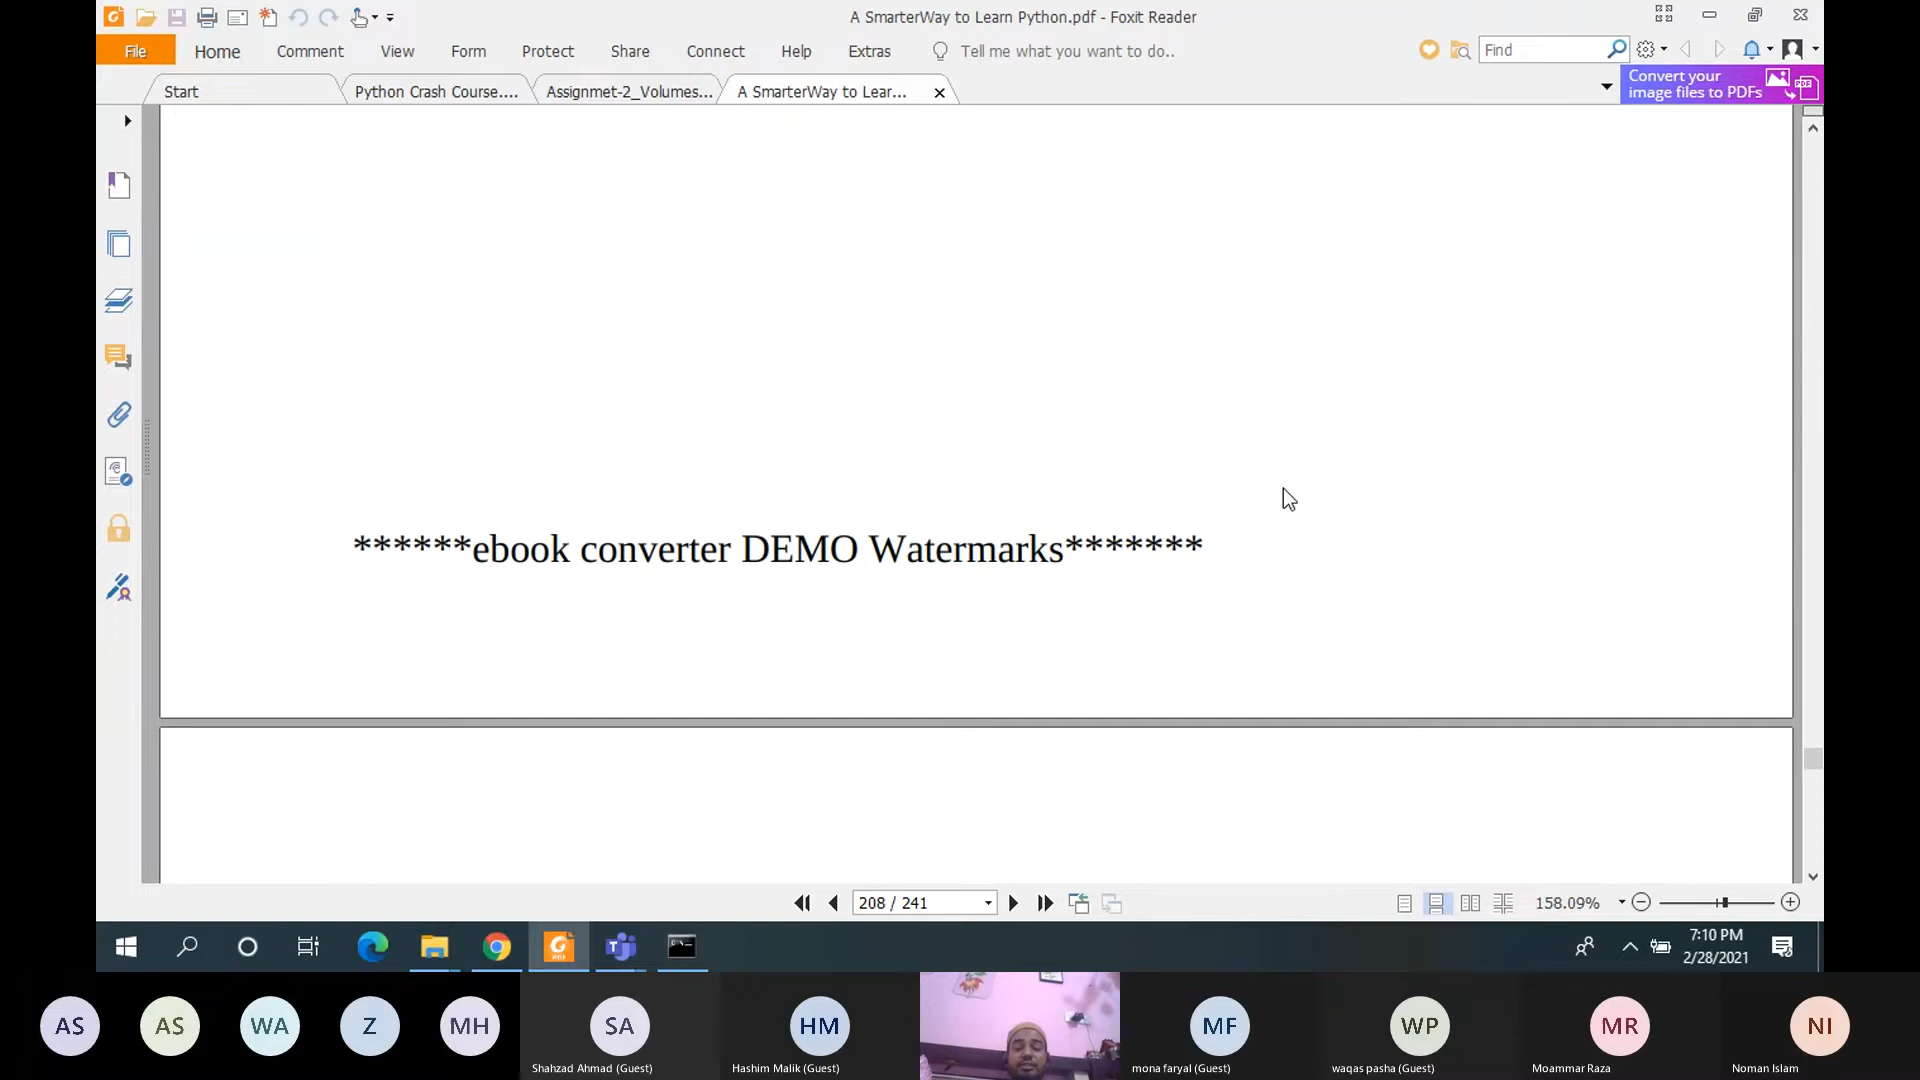 A SmarterWay to Learn Python.pdf - Foxit Reader
File Home Comment View Form Protect Share Connect Help Extras Tell me what you want to do.. Find
Start Python Crash Course.... Assignmet-2_Volumes... A SmarterWay to Lear...
Convert your
image files to PDFs
PDF
******ebook converter DEMO Watermarks*******
208 / 241
158.09%
7:10 PM
2/28/2021
AS AS WA Z MH SA HM MF WP MR NI
Shahzad Ahmad (Guest) Hashim Malik (Guest) mona faryal (Guest) waqas pasha (Guest) Moammar Raza Noman Islam